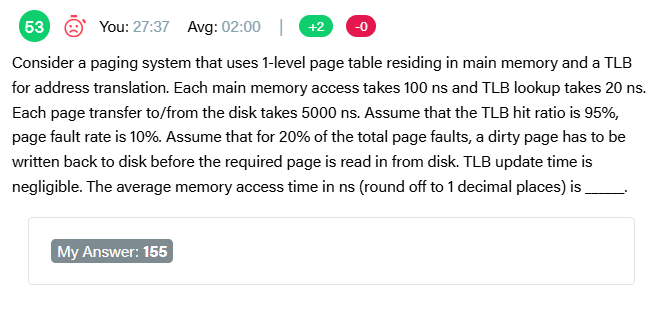 53 You: 27:37 Avg: 02:00 | +2 -0
Consider a paging system that uses 1-level page table residing in main memory and a TLB
for address translation. Each main memory access takes 100 ns and TLB lookup takes 20 ns.
Each page transfer to/from the disk takes 5000 ns. Assume that the TLB hit ratio is 95%,
page fault rate is 10%. Assume that for 20% of the total page faults, a dirty page has to be
written back to disk before the required page is read in from disk. TLB update time is
negligible. The average memory access time in ns (round off to 1 decimal places) is ______.
My Answer: 155